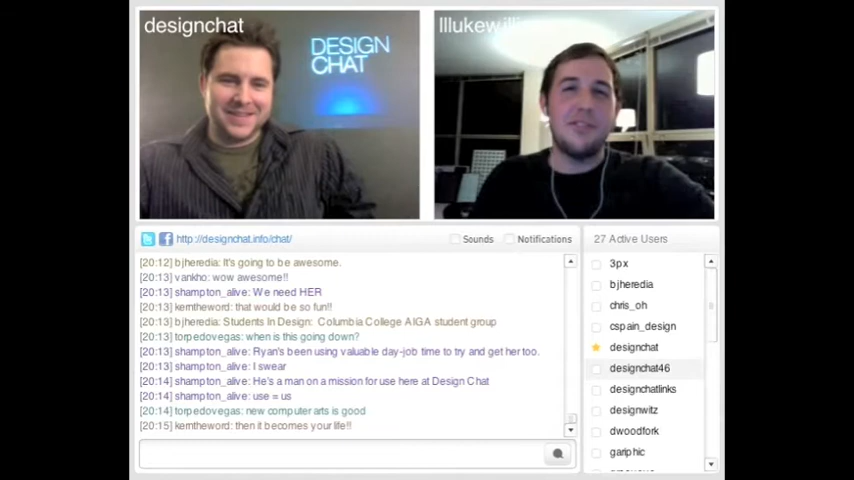 designchat
lllukewilli
DESIGN
CHAT
http://designchat.info/chat/
Sounds
Notifications
27 Active Users
[20:12] bjheredia: It's going to be awesome.
[20:13] vankho: wow awesome!!
[20:13] shampton_alive: We need HER
[20:13] kerntheword: that would be so fun!!
[20:13] bjheredia: Students In Design: Columbia College AIGA student group
[20:13] torpedovegas: when is this going down?
[20:13] shampton_alive: Ryan's been using valuable day-job time to try and get her too.
[20:13] shampton_alive: I swear
[20:14] shampton_alive: He's a man on a mission for use here at Design Chat
[20:14] shampton_alive: use = us
[20:14] torpedovegas: new computer arts is good
[20:15] kerntheword: then it becomes your life!!
3px
bjheredia
chris_oh
cspain_design
designchat
designchat46
designchatlinks
designwitz
dwoodfork
gariphic